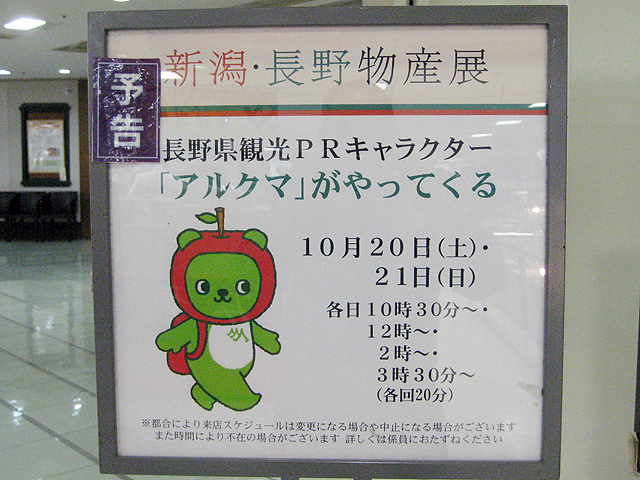 新潟・長野物産展
予告
長野県観光PRキャラクター
「アルクマ」がやってくる
10月20日(土)・
21日(日)
各日10時30分～・
12時～・
2時～・
3時30分～
(各回20分)
※都合により来店スケジュールは変更になる場合や中止になる場合がございます
また時間により不在の場合がございます 詳しくは係員におたずねください